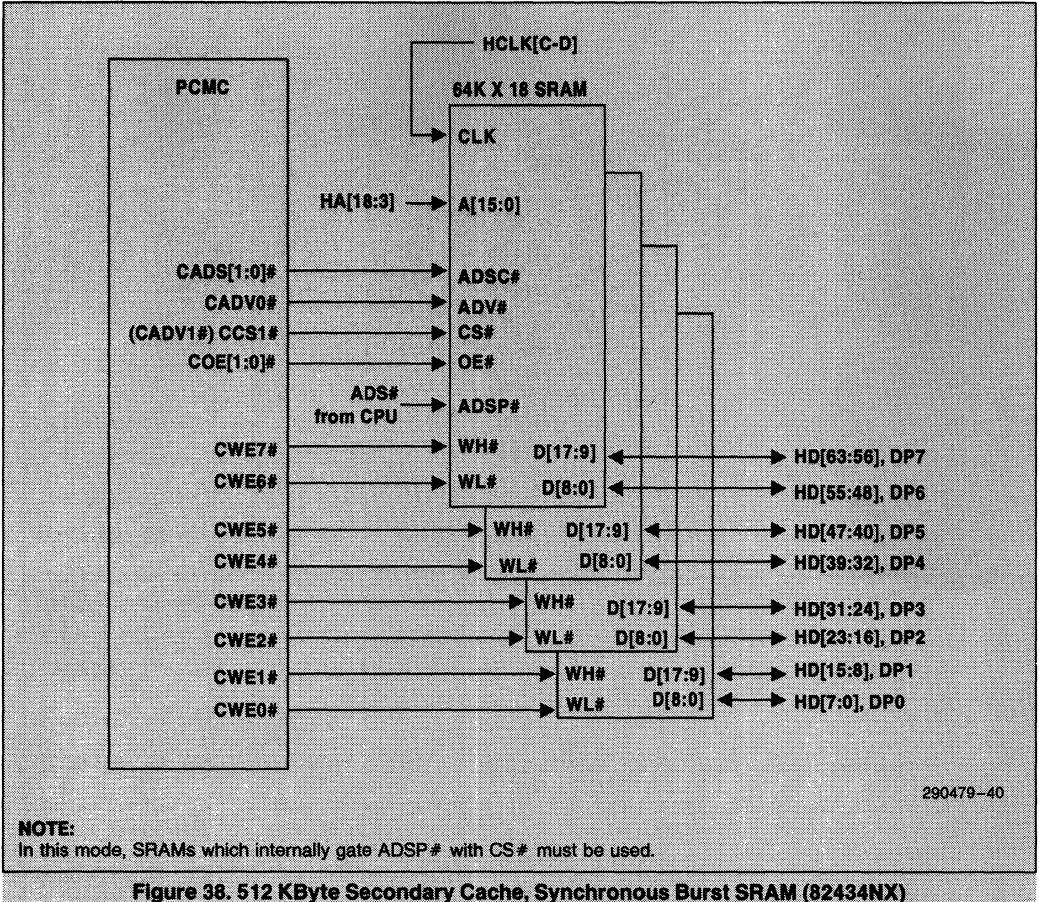 HCLK[C-D]
PCMC
64K X 18 SRAM
CLK
HA[18:3]
A[15:0]
CADS[1:0]#
ADSC#
CADV0#
ADV#
(CADV1#) CCS1#
CS#
COE[1:0]#
OE#
ADS#
from CPU
ADSP#
CWE7#
WH#
D[17:9]
HD[63:56], DP7
CWE6#
WL#
D[8:0]
HD[55:48], DP6
CWE5#
WH#
D[17:9]
HD[47:40], DP5
CWE4#
WL#
D[8:0]
HD[39:32], DP4
CWE3#
WH#
D[17:9]
HD[31:24], DP3
CWE2#
WL#
D[8:0]
HD[23:16], DP2
CWE1#
WH#
D[17:9]
HD[15:8], DP1
CWE0#
WL#
D[8:0]
HD[7:0], DP0
290479-40
NOTE:
In this mode, SRAMs which internally gate ADSP# with CS# must be used.
Figure 38. 512 KByte Secondary Cache, Synchronous Burst SRAM (82434NX)